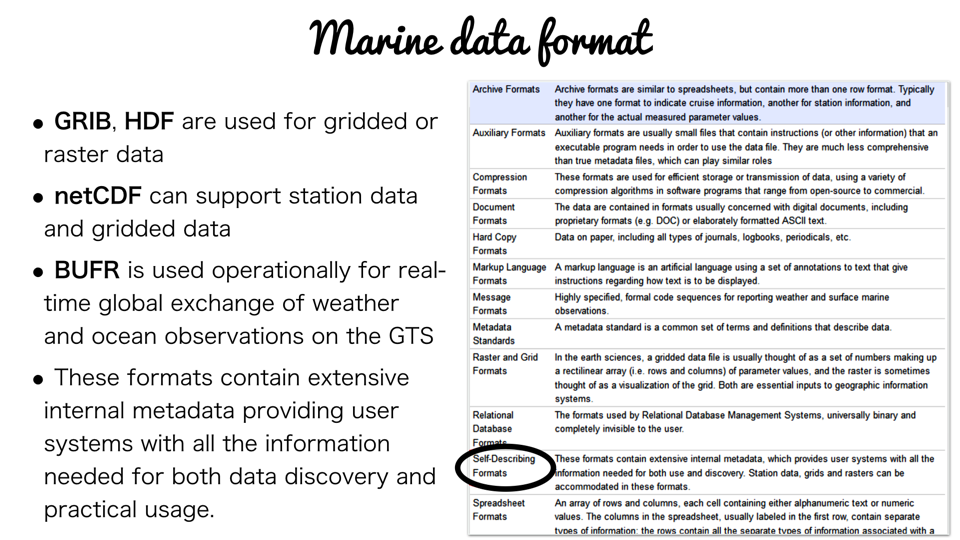 Marine data format
• GRIB, HDF are used for gridded or
raster data
• netCDF can support station data
and gridded data
• BUFR is used operationally for real-
time global exchange of weather
and ocean observations on the GTS
• These formats contain extensive
internal metadata providing user
systems with all the information
needed for both data discovery and
practical usage.
Archive Formats Archive formats are similar to spreadsheets, but contain more than one row format. Typically
they have one format to indicate cruise information, another for station information, and
another for the actual measured parameter values.
Auxiliary Formats Auxiliary formats are usually small files that contain instructions (or other information) that an
executable program needs in order to use the data file. They are much less comprehensive
than true metadata files, which can play similar roles
Compression These formats are used for efficient storage or transmission of data, using a variety of
Formats compression algorithms in software programs that range from open-source to commercial.
Document The data are contained in formats usually concerned with digital documents, including
Formats proprietary formats (e.g. DOC) or elaborately formatted ASCII text.
Hard Copy Data on paper, including all types of journals, logbooks, periodicals, etc.
Formats
Markup Language A markup language is an artificial language using a set of annotations to text that give
Formats instructions regarding how text is to be displayed.
Message Highly specified, formal code sequences for reporting weather and surface marine
Formats observations.
Metadata A metadata standard is a common set of terms and definitions that describe data.
Standards
Raster and Grid In the earth sciences, a gridded data file is usually thought of as a set of numbers making up
Formats a rectilinear array (i.e. rows and columns) of parameter values, and the raster is sometimes
thought of as a visualization of the grid. Both are essential inputs to geographic information
systems.
Relational The formats used by Relational Database Management Systems, universally binary and
Database completely invisible to the user.
Formats
Self-Describing These formats contain extensive internal metadata, which provides user systems with all the
Formats information needed for both use and discovery. Station data, grids and rasters can be
accommodated in these formats.
Spreadsheet An array of rows and columns, each cell containing either alphanumeric text or numeric
Formats values. The columns in the spreadsheet, usually labeled in the first row, contain separate
types of information; the rows contain all the separate types of information associated with a